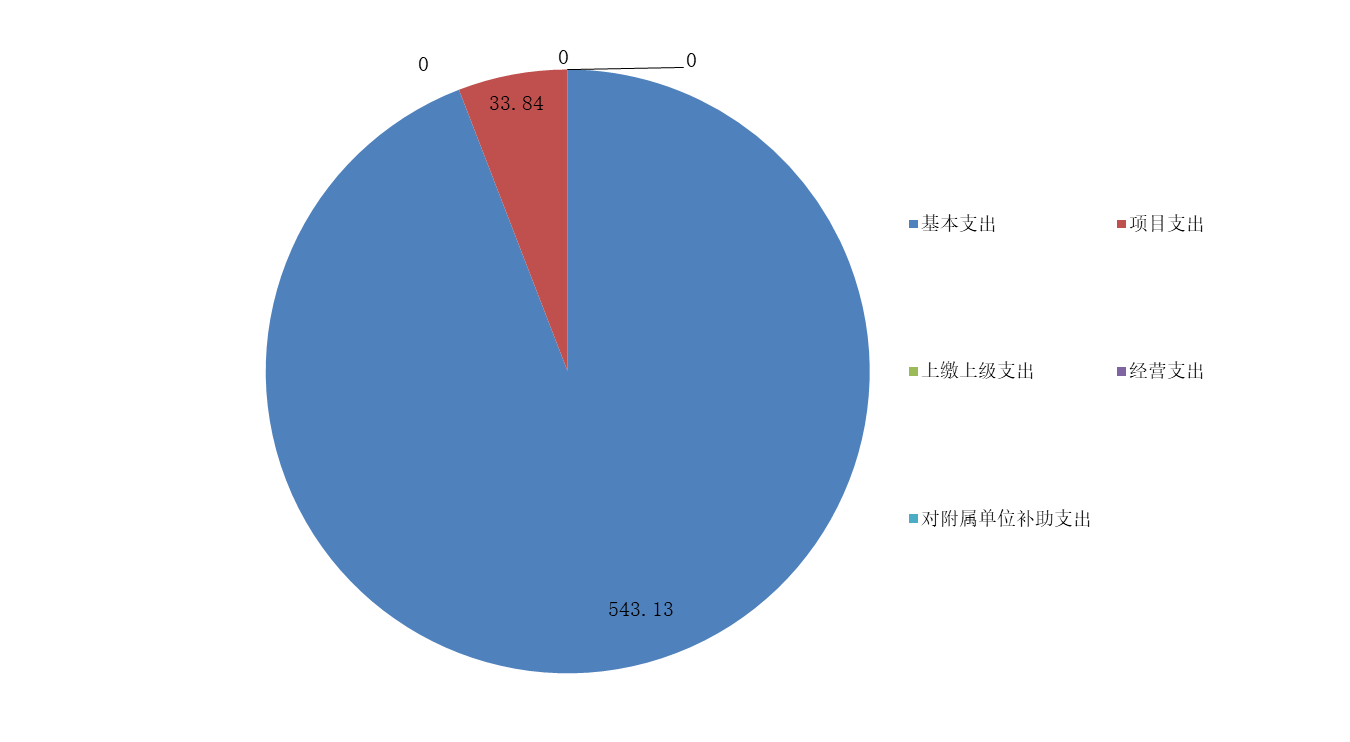 0
0
0
33.84
基本支出
项目支出
上缴上级支出
经营支出
对附属单位补助支出
543.13